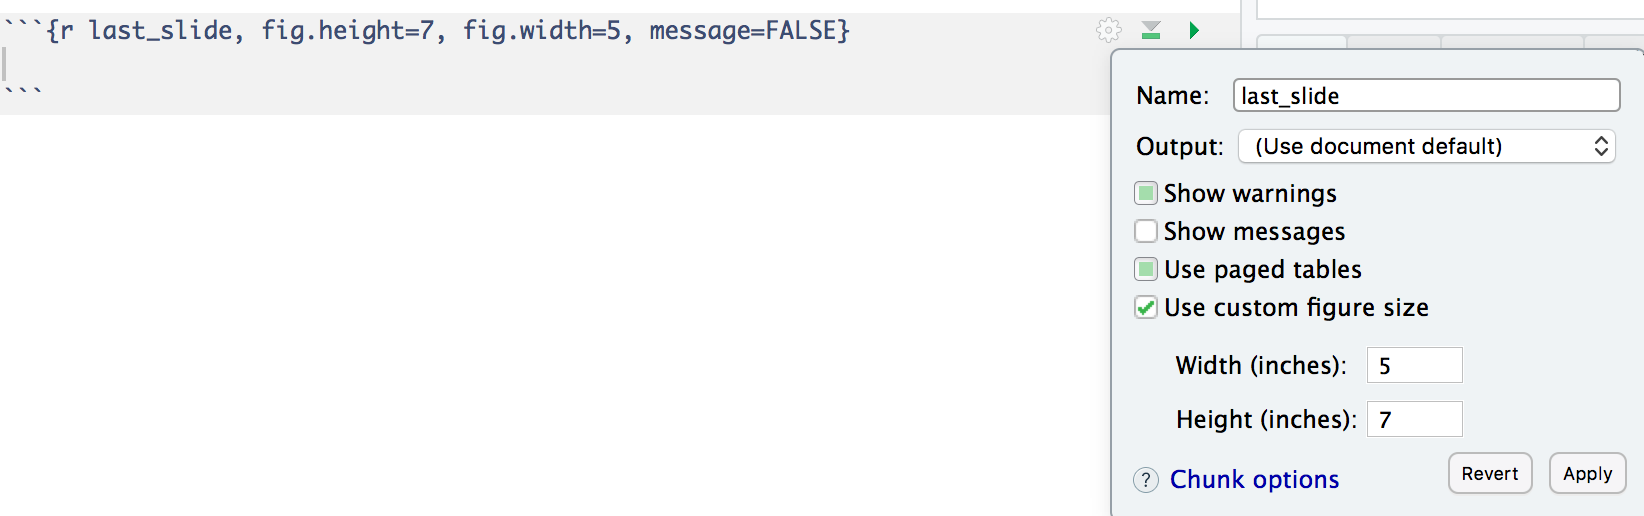 ```{r last_slide, fig.height=7, fig.width=5, message=FALSE}
```
Name: last_slide
Output: (Use document default)
Show warnings
Show messages
Use paged tables
Use custom figure size
Width (inches): 5
Height (inches): 7
? Chunk options Revert Apply